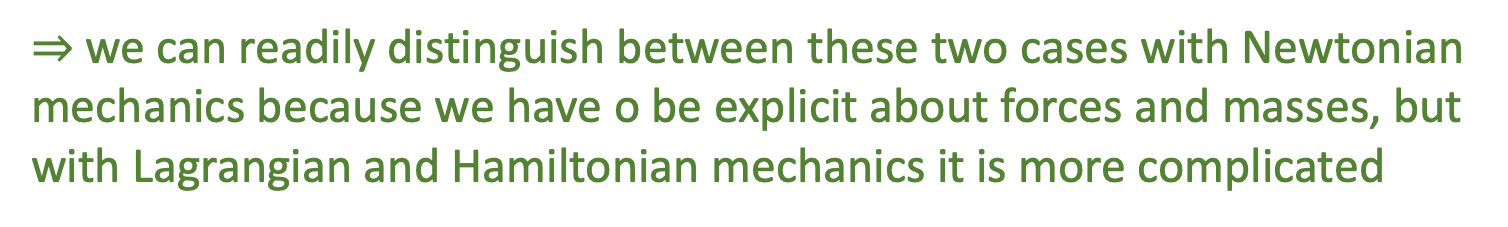 ⇒ we can readily distinguish between these two cases with Newtonian
mechanics because we have o be explicit about forces and masses, but
with Lagrangian and Hamiltonian mechanics it is more complicated